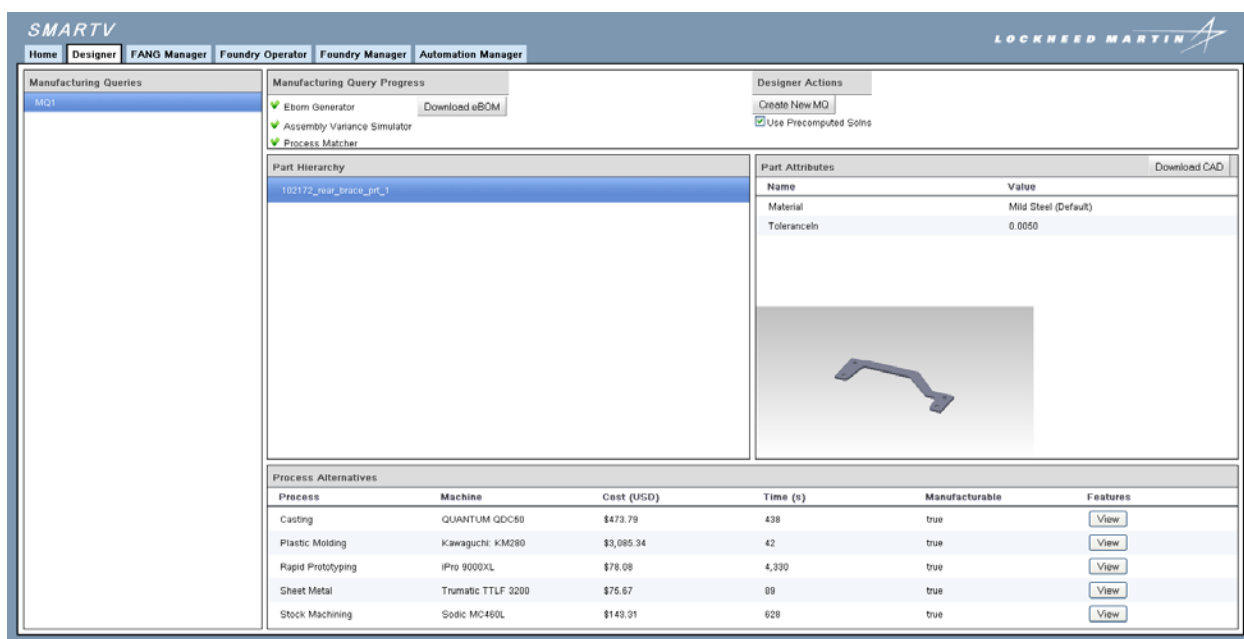 SMARTV
LOCKHEED MARTIN
Home Designer FANG Manager Foundry Operator Foundry Manager Automation Manager
Manufacturing Queries
MQ1
Manufacturing Query Progress
Ebom Generator Download eBOM
Assembly Variance Simulator
Process Matcher
Designer Actions
Create New MQ
Use Precomputed Solns
Part Hierarchy
102172_rear_brace_prt_1
Part Attributes Download CAD
Name Value
Material Mild Steel (Default)
ToleranceIn 0.0050
Process Alternatives
Process Machine Cost (USD) Time (s) Manufacturable Features
Casting QUANTUM QDC60 $473.79 438 true View
Plastic Molding Kawaguchi: KM280 $3,085.34 42 true View
Rapid Prototyping iPro 9000XL $78.08 4,330 true View
Sheet Metal Trumatic TTLF 3200 $75.67 89 true View
Stock Machining Sodic MC460L $143.31 628 true View